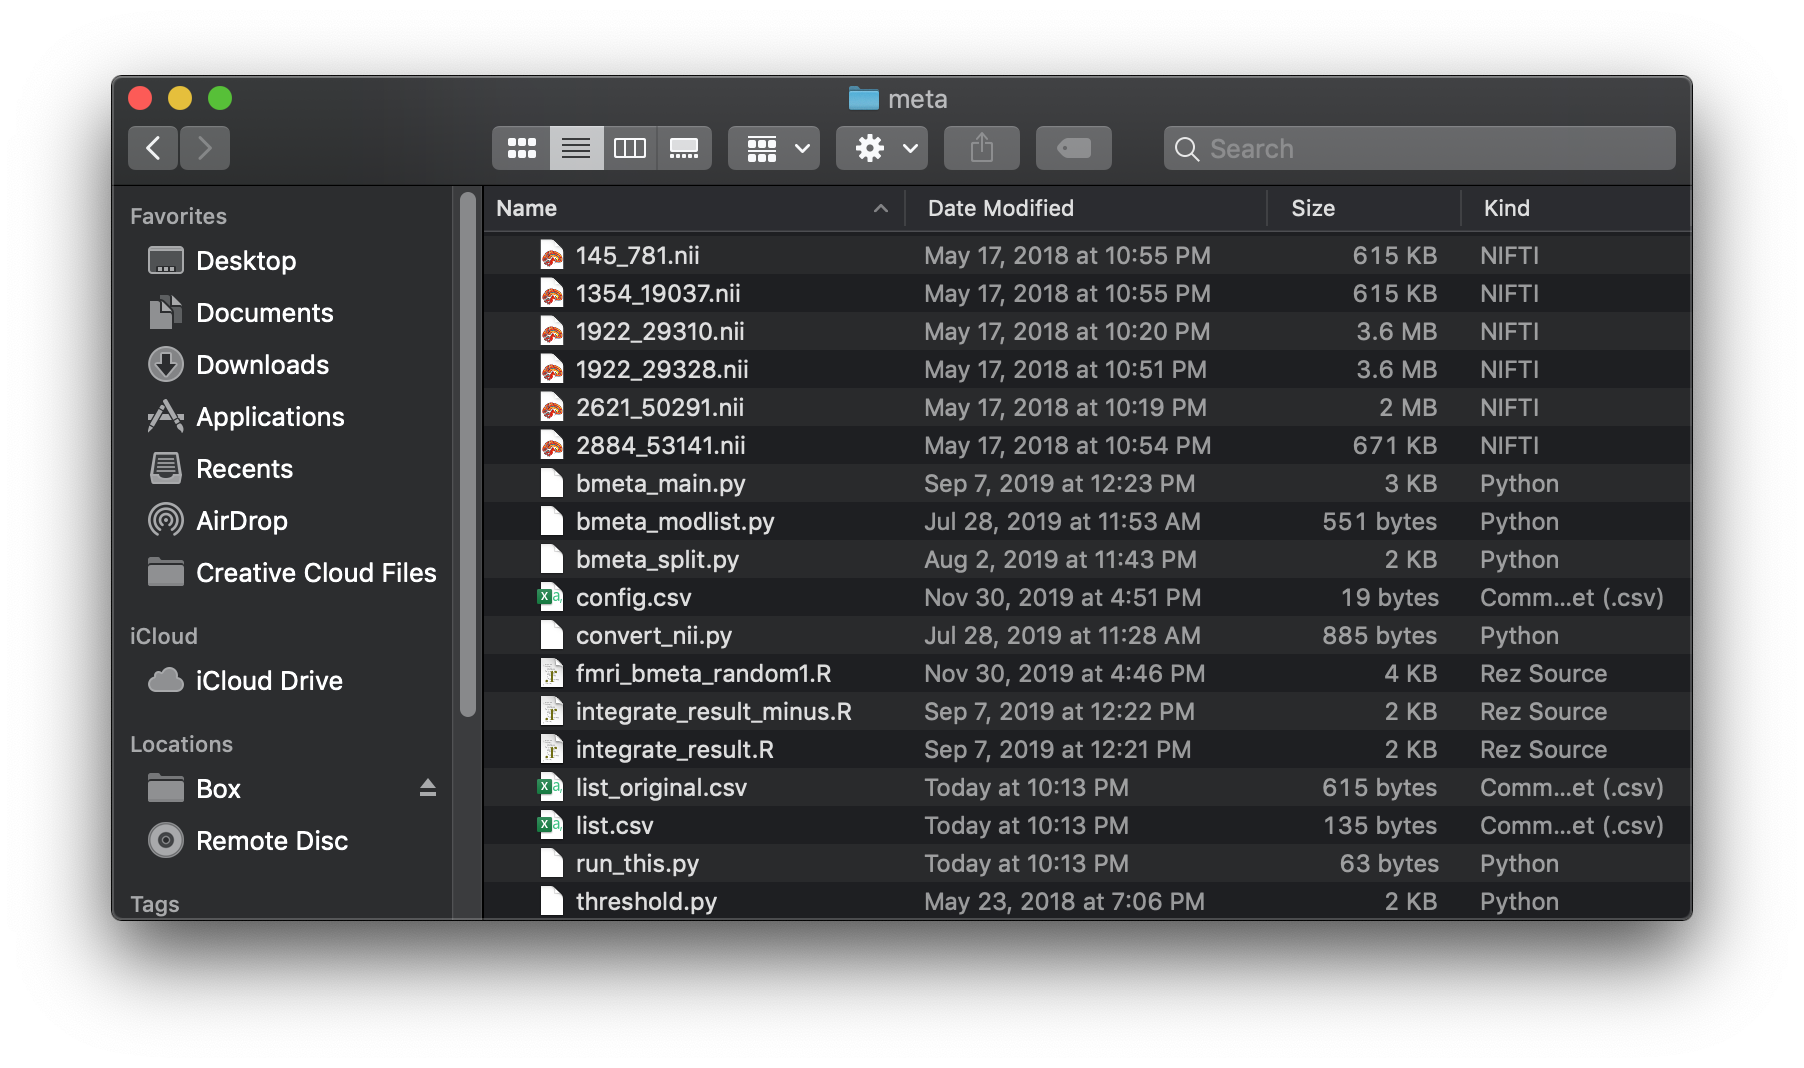 meta
Search
Favorites
Desktop
Documents
Downloads
Applications
Recents
AirDrop
Creative Cloud Files
iCloud
iCloud Drive
Locations
Box
Remote Disc
Tags
Name Date Modified Size Kind
145_781.nii May 17, 2018 at 10:55 PM 615 KB NIFTI
1354_19037.nii May 17, 2018 at 10:55 PM 615 KB NIFTI
1922_29310.nii May 17, 2018 at 10:20 PM 3.6 MB NIFTI
1922_29328.nii May 17, 2018 at 10:51 PM 3.6 MB NIFTI
2621_50291.nii May 17, 2018 at 10:19 PM 2 MB NIFTI
2884_53141.nii May 17, 2018 at 10:54 PM 671 KB NIFTI
bmeta_main.py Sep 7, 2019 at 12:23 PM 3 KB Python
bmeta_modlist.py Jul 28, 2019 at 11:53 AM 551 bytes Python
bmeta_split.py Aug 2, 2019 at 11:43 PM 2 KB Python
config.csv Nov 30, 2019 at 4:51 PM 19 bytes Comm...et (.csv)
convert_nii.py Jul 28, 2019 at 11:28 AM 885 bytes Python
fmri_bmeta_random1.R Nov 30, 2019 at 4:46 PM 4 KB Rez Source
integrate_result_minus.R Sep 7, 2019 at 12:22 PM 2 KB Rez Source
integrate_result.R Sep 7, 2019 at 12:21 PM 2 KB Rez Source
list_original.csv Today at 10:13 PM 615 bytes Comm...et (.csv)
list.csv Today at 10:13 PM 135 bytes Comm...et (.csv)
run_this.py Today at 10:13 PM 63 bytes Python
threshold.py May 23, 2018 at 7:06 PM 2 KB Python